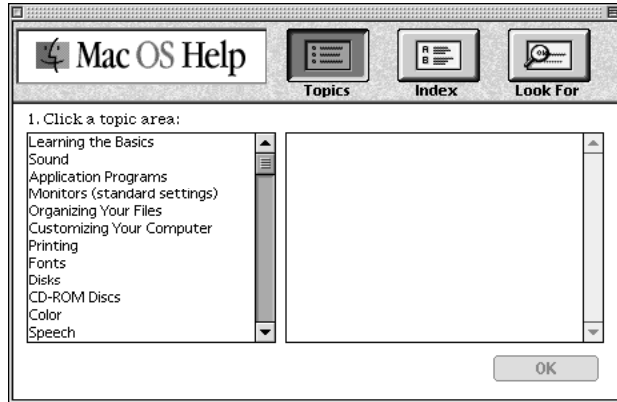 Mac OS Help
Topics
Index
Look For
1. Click a topic area:
Learning the Basics
Sound
Application Programs
Monitors (standard settings)
Organizing Your Files
Customizing Your Computer
Printing
Fonts
Disks
CD-ROM Discs
Color
Speech
OK